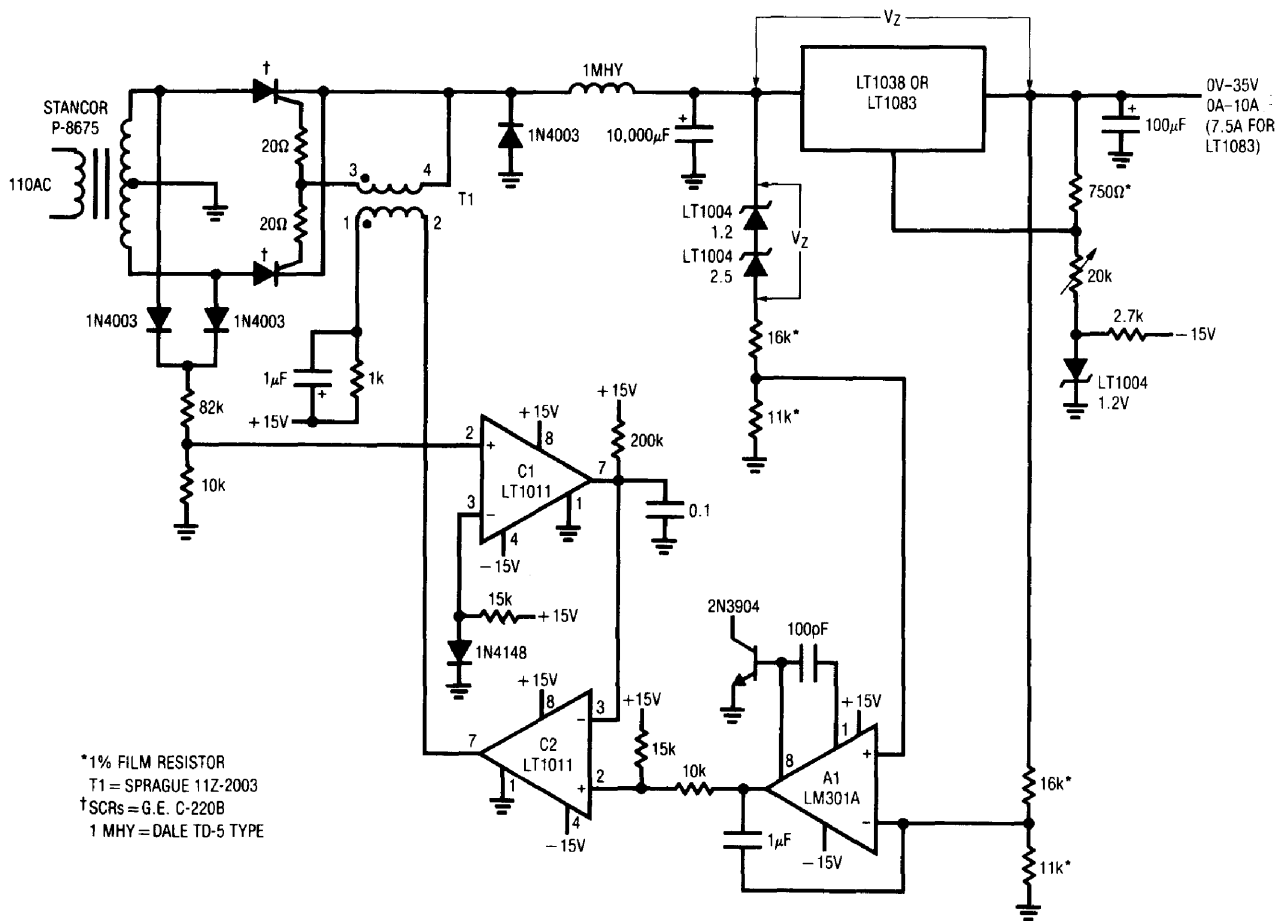 STANCOR
P-8675
110AC
†
20Ω
20Ω
†
3
4
T1
1
2
1N4003
1MHY
+
10,000µF
VZ
LT1038 OR
LT1083
0V–35V
0A–10A
(7.5A FOR
LT1083)
+
100µF
750Ω*
LT1004
1.2
LT1004
2.5
VZ
20k
2.7k
–15V
LT1004
1.2V
16k*
11k*
1N4003
1N4003
82k
10k
1µF
+
1k
+15V
+15V
200k
+15V
8
2
+
C1
LT1011
7
1
3
–
4
–15V
0.1
15k
+15V
1N4148
2N3904
100pF
+15V
8
3
–
C2
LT1011
7
1
2
+
4
–15V
+15V
15k
10k
+15V
1
8
+
A1
LM301A
–
–15V
1µF
16k*
11k*
*1% FILM RESISTOR
T1 = SPRAGUE 11Z-2003
†SCRs = G.E. C-220B
1 MHY = DALE TD-5 TYPE